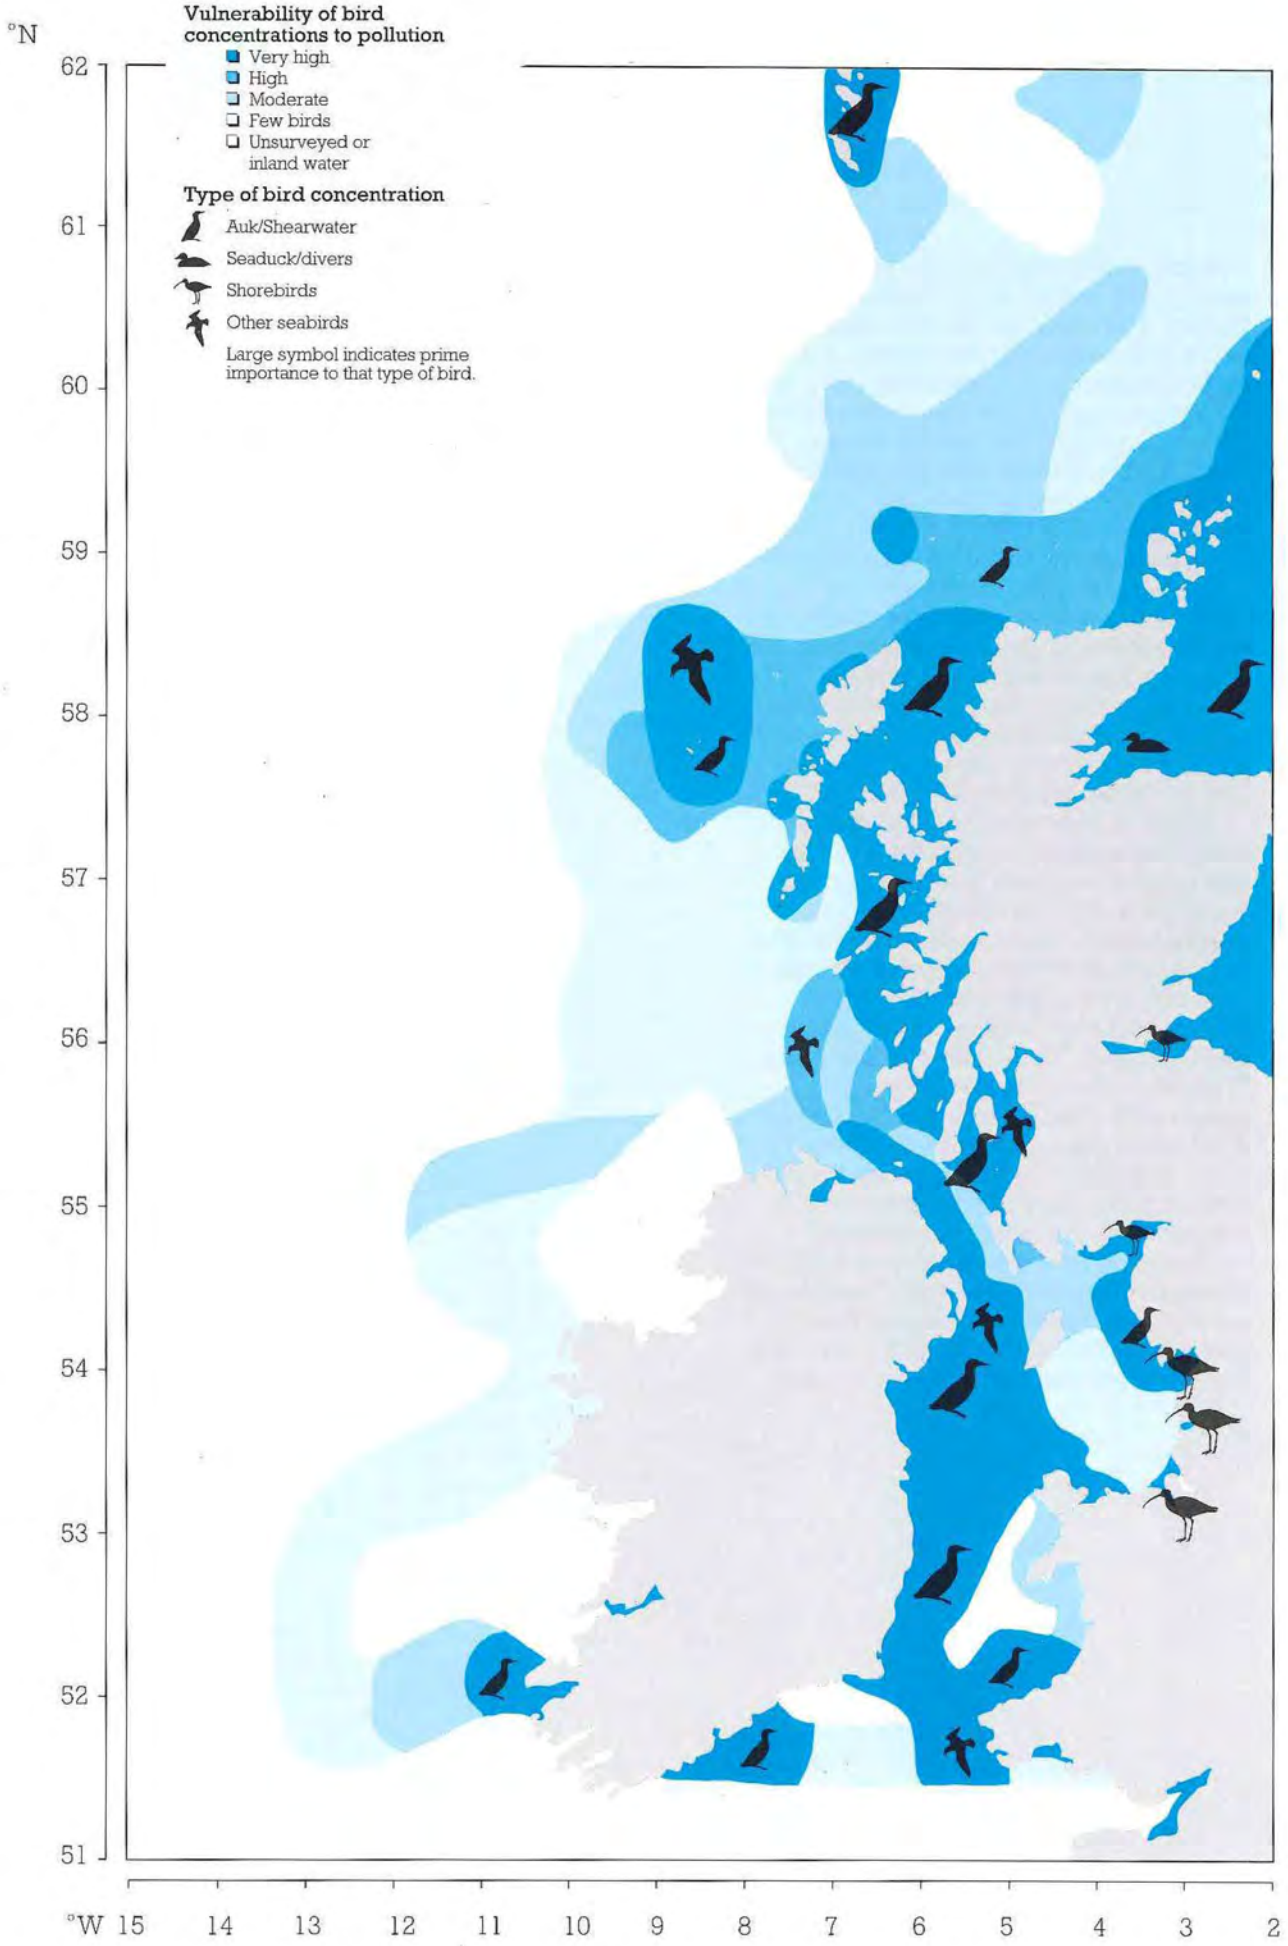 Vulnerability of bird
concentrations to pollution
Very high
High
Moderate
Few birds
Unsurveyed or
inland water
Type of bird concentration
Auk/Shearwater
Seaduck/divers
Shorebirds
Other seabirds
Large symbol indicates prime
importance to that type of bird.
°N
62
61
60
59
58
57
56
55
54
53
52
51
°W 15 14 13 12 11 10 9 8 7 6 5 4 3 2